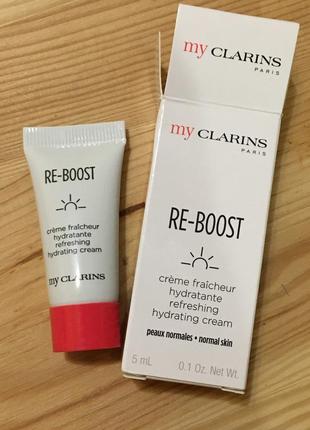 RE-BOOST
crème fraîcheur
hydratante
refreshing
hydrating cream
my CLARINS
my CLARINS
PARIS
my CLARINS
PARIS
RE-BOOST
crème fraîcheur
hydratante
refreshing
hydrating cream
peaux normales • normal skin
5 mL 0.1 Oz. Net Wt.